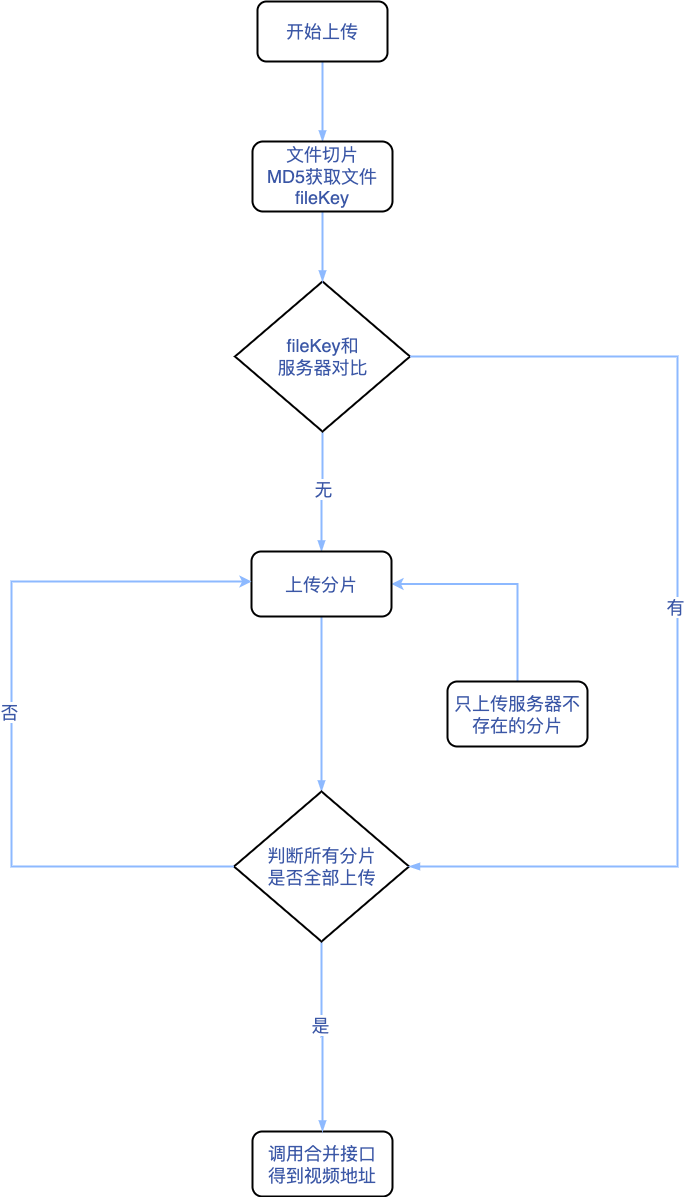 开始上传
文件切片
MD5获取文件
fileKey
fileKey和
服务器对比
无
上传分片
有
否
只上传服务器不
存在的分片
判断所有分片
是否全部上传
是
调用合并接口
得到视频地址